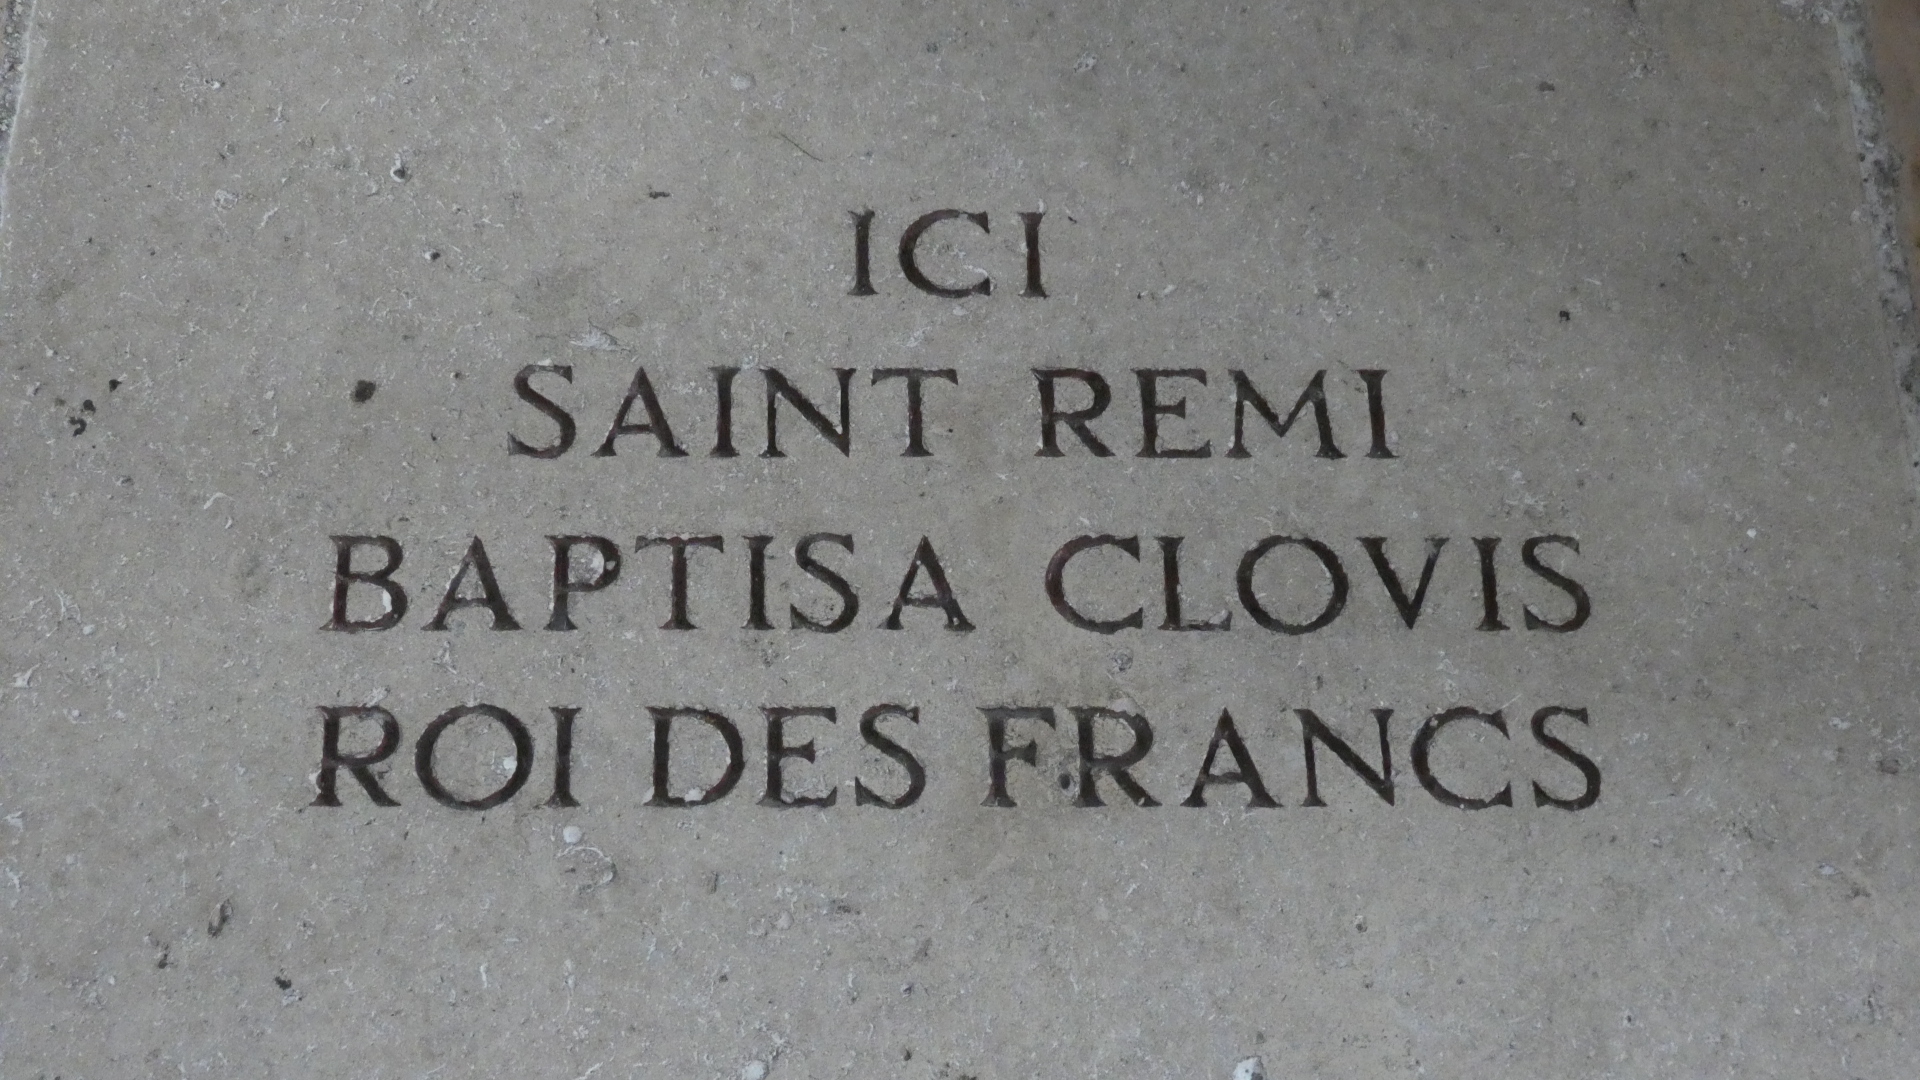 ICI
SAINT REMI
BAPTISA CLOVIS
ROI DES FRANCS